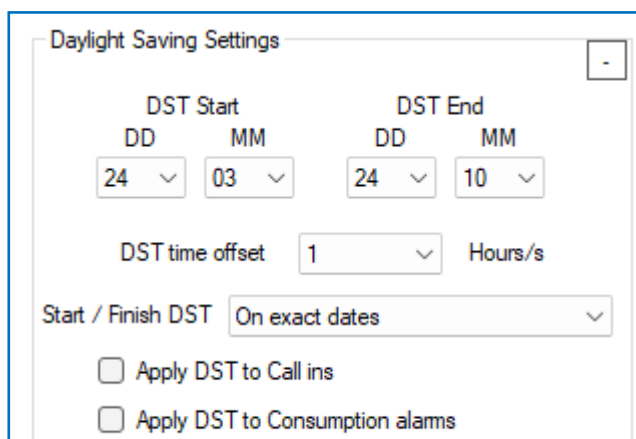 Daylight Saving Settings
-
DST Start DST End
DD MM DD MM
24 03 24 10
DST time offset 1 Hours/s
Start / Finish DST On exact dates
Apply DST to Call ins
Apply DST to Consumption alarms